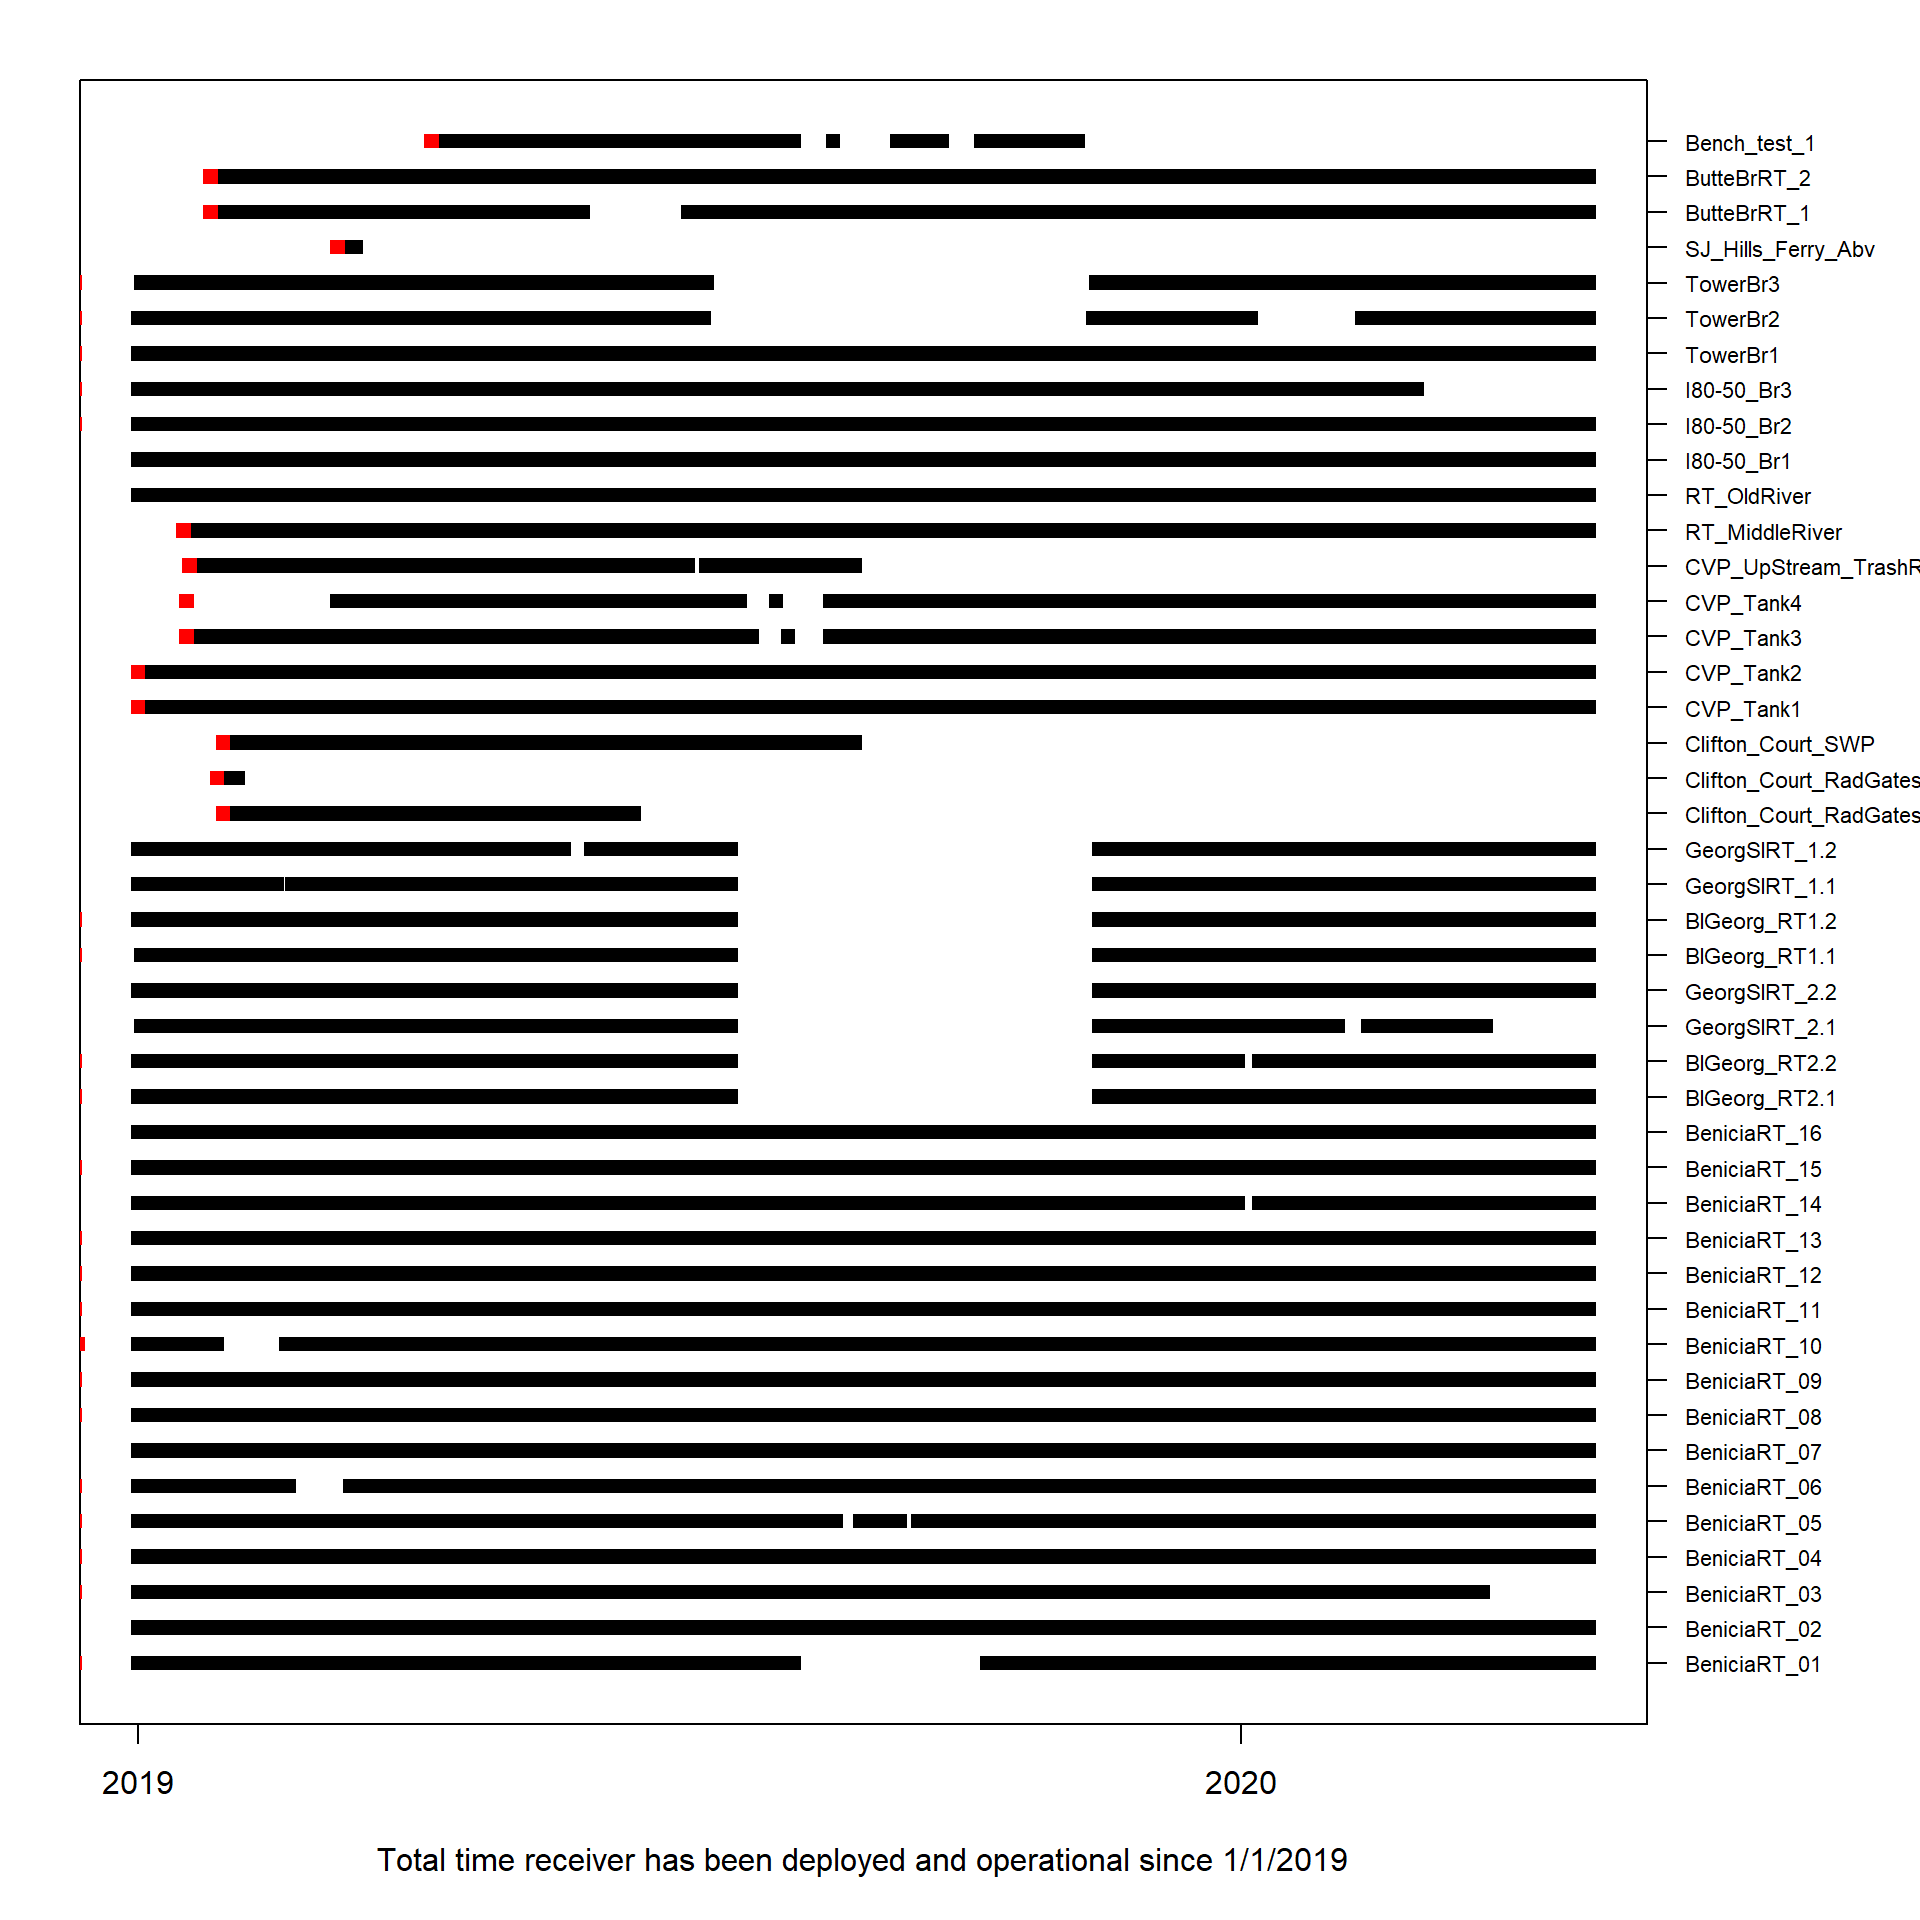 Bench_test_1
ButteBrRT_2
ButteBrRT_1
SJ_Hills_Ferry_Abv
TowerBr3
TowerBr2
TowerBr1
I80-50_Br3
I80-50_Br2
I80-50_Br1
RT_OldRiver
RT_MiddleRiver
CVP_UpStream_TrashR
CVP_Tank4
CVP_Tank3
CVP_Tank2
CVP_Tank1
Clifton_Court_SWP
Clifton_Court_RadGates
Clifton_Court_RadGates
GeorgSlRT_1.2
GeorgSlRT_1.1
BlGeorg_RT1.2
BlGeorg_RT1.1
GeorgSlRT_2.2
GeorgSlRT_2.1
BlGeorg_RT2.2
BlGeorg_RT2.1
BeniciaRT_16
BeniciaRT_15
BeniciaRT_14
BeniciaRT_13
BeniciaRT_12
BeniciaRT_11
BeniciaRT_10
BeniciaRT_09
BeniciaRT_08
BeniciaRT_07
BeniciaRT_06
BeniciaRT_05
BeniciaRT_04
BeniciaRT_03
BeniciaRT_02
BeniciaRT_01
2019 2020
Total time receiver has been deployed and operational since 1/1/2019